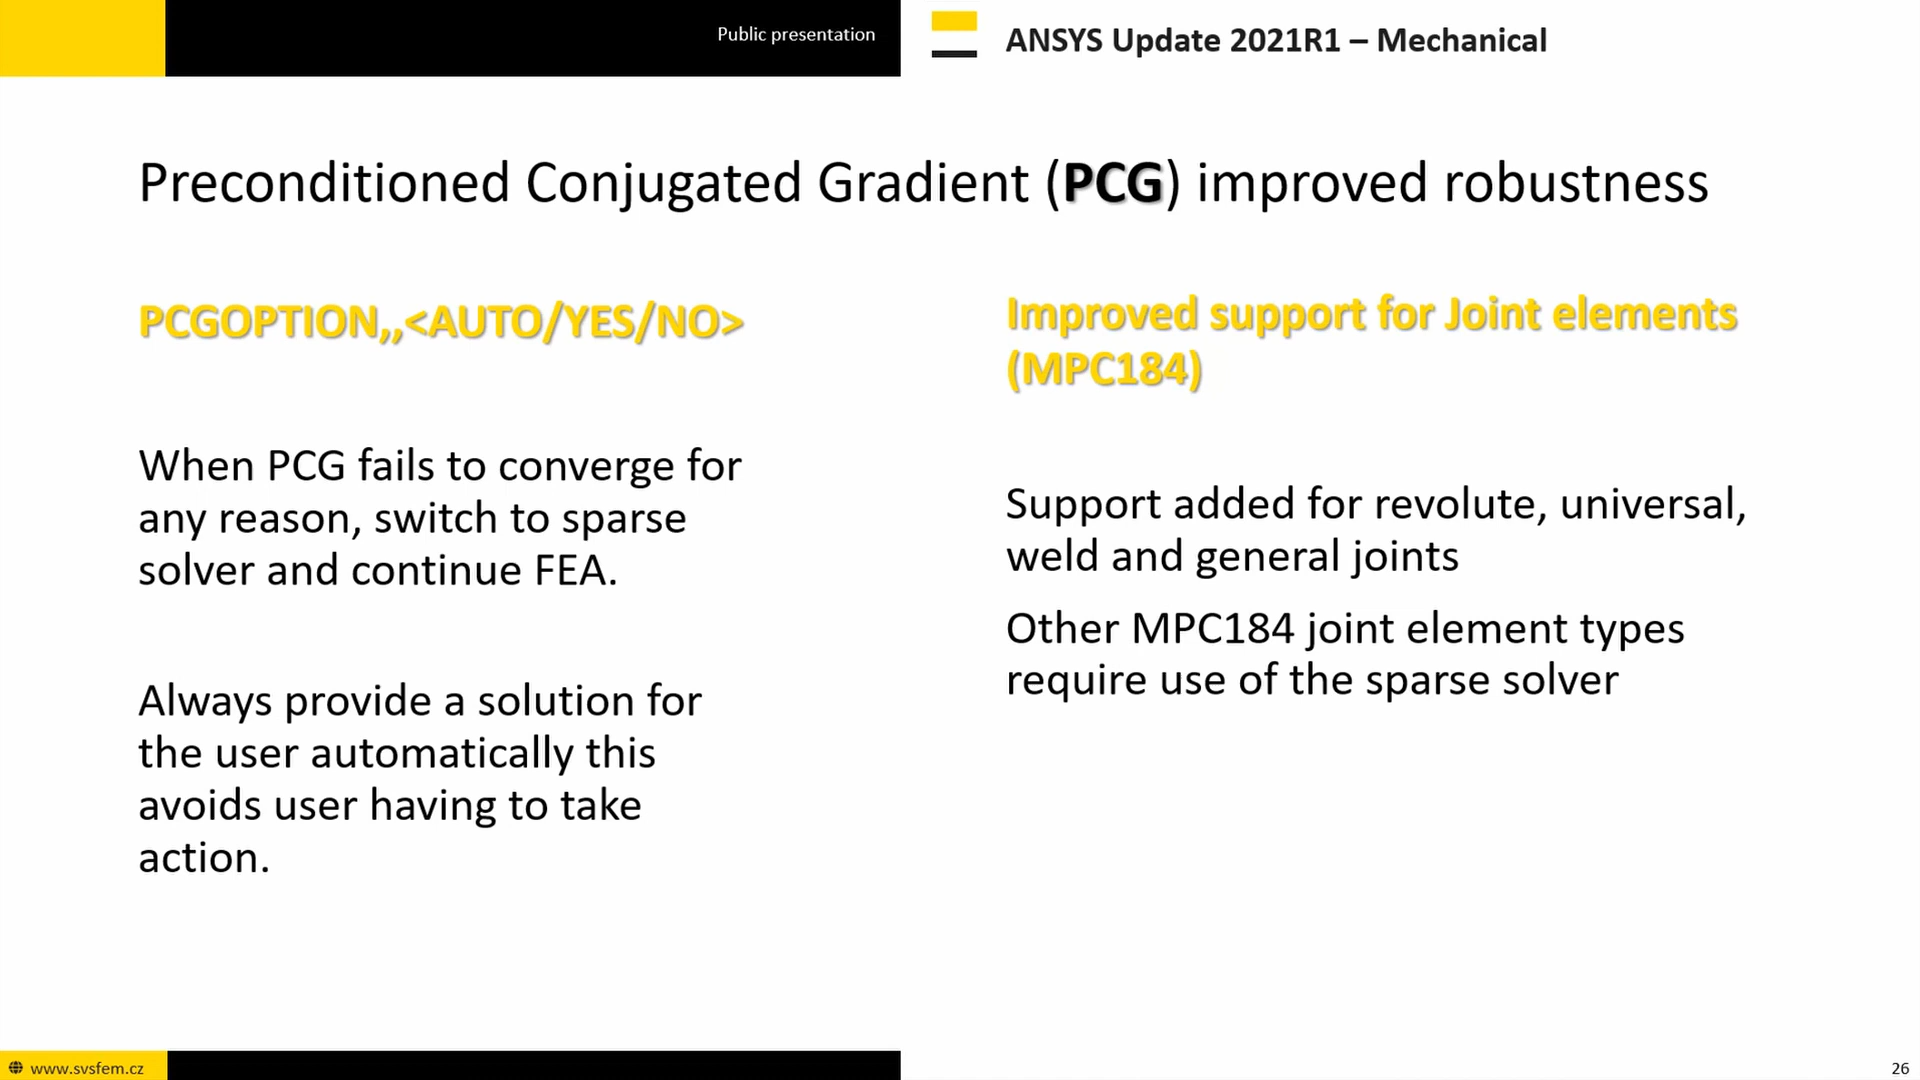 Public presentation
ANSYS Update 2021R1 – Mechanical
Preconditioned Conjugated Gradient (PCG) improved robustness
PCGOPTION,,<AUTO/YES/NO>
When PCG fails to converge for
any reason, switch to sparse
solver and continue FEA.
Always provide a solution for
the user automatically this
avoids user having to take
action.
Improved support for Joint elements
(MPC184)
Support added for revolute, universal,
weld and general joints
Other MPC184 joint element types
require use of the sparse solver
www.svsfem.cz
26